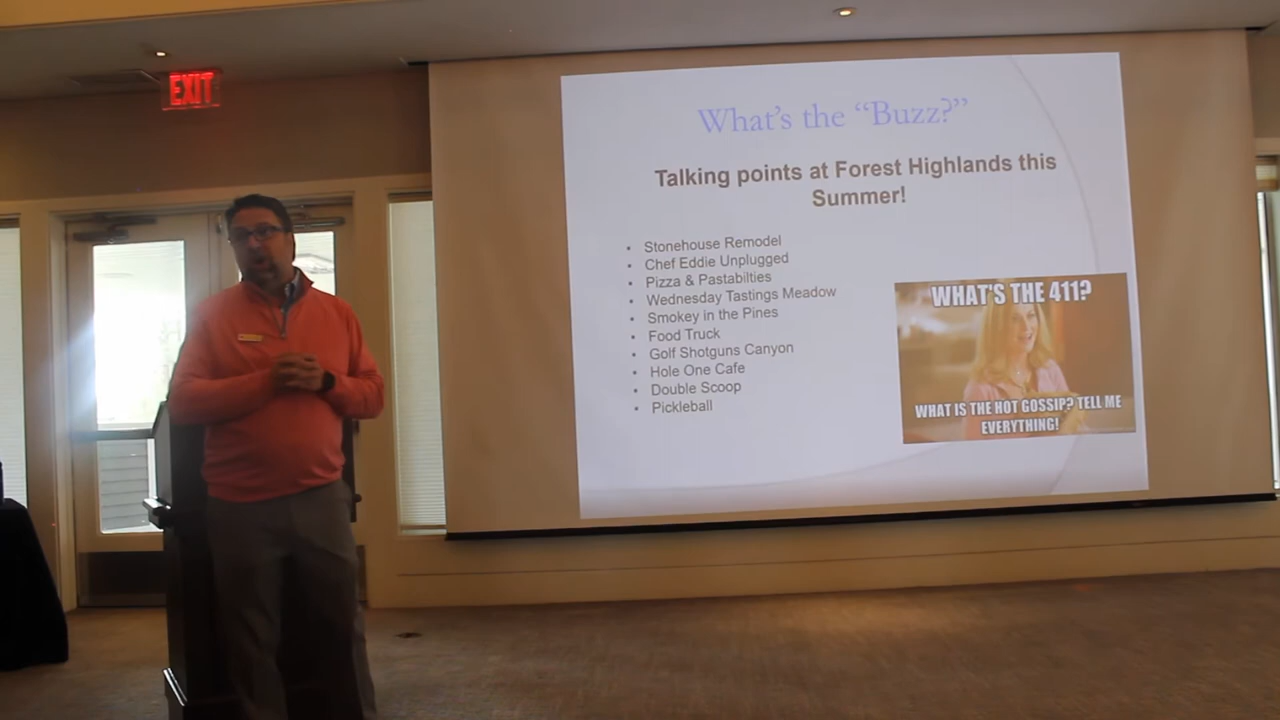 EXIT
What's the “Buzz?”
Talking points at Forest Highlands this
Summer!
• Stonehouse Remodel
• Chef Eddie Unplugged
• Pizza & Pastabilties
• Wednesday Tastings Meadow
• Smokey in the Pines
• Food Truck
• Golf Shotguns Canyon
• Hole One Cafe
• Double Scoop
• Pickleball
WHAT'S THE 411?
WHAT IS THE HOT GOSSIP? TELL ME
EVERYTHING!